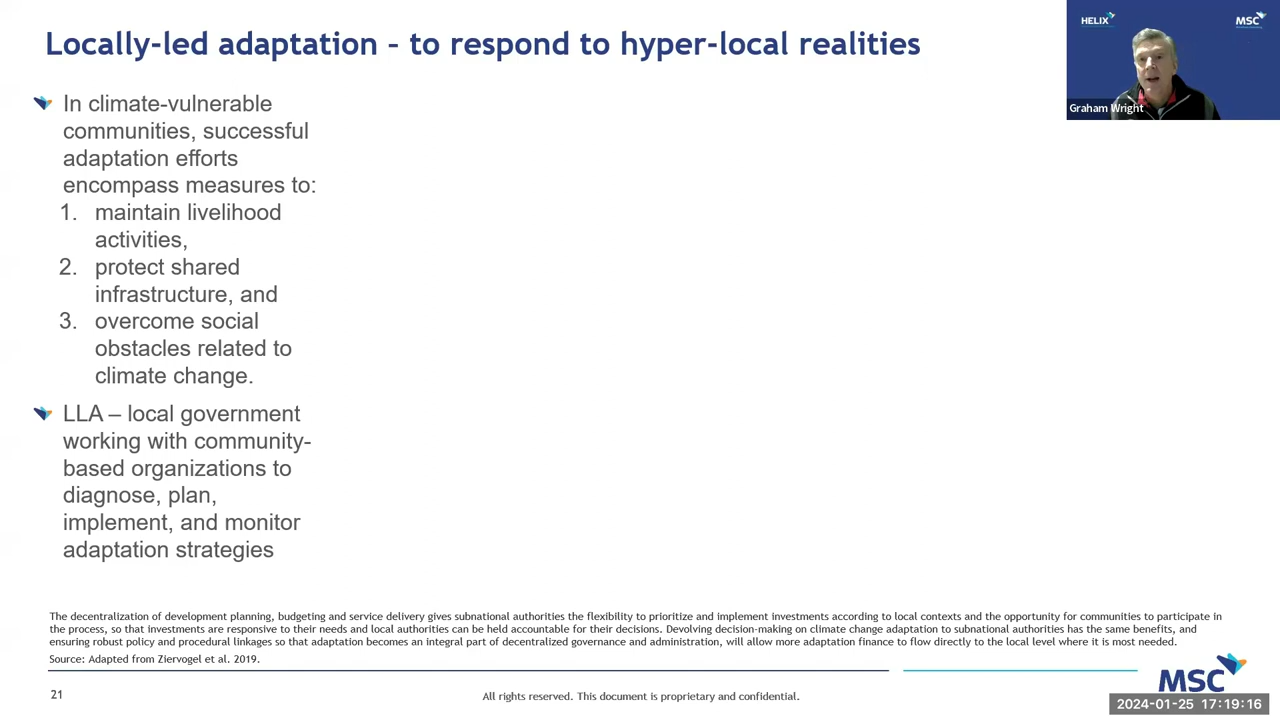 Locally-led adaptation – to respond to hyper-local realities
HELIX
MSC
Graham Wright
In climate-vulnerable
communities, successful
adaptation efforts
encompass measures to:
1. maintain livelihood
activities,
2. protect shared
infrastructure, and
3. overcome social
obstacles related to
climate change.
LLA – local government
working with community-
based organizations to
diagnose, plan,
implement, and monitor
adaptation strategies
The decentralization of development planning, budgeting and service delivery gives subnational authorities the flexibility to prioritize and implement investments according to local contexts and the opportunity for communities to participate in
the process, so that investments are responsive to their needs and local authorities can be held accountable for their decisions. Devolving decision-making on climate change adaptation to subnational authorities has the same benefits, and
ensuring robust policy and procedural linkages so that adaptation becomes an integral part of decentralized governance and administration, will allow more adaptation finance to flow directly to the local level where it is most needed.
Source: Adapted from Ziervogel et al. 2019.
21
All rights reserved. This document is proprietary and confidential.
MSC
2024-01-25 17:19:16